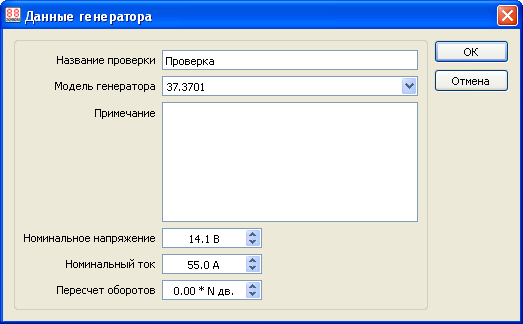 88 Данные генератора
Название проверки Проверка
OK
Модель генератора 37.3701
Отмена
Примечание
Номинальное напряжение 14.1 В
Номинальный ток 55.0 А
Пересчет оборотов 0.00 * N дв.